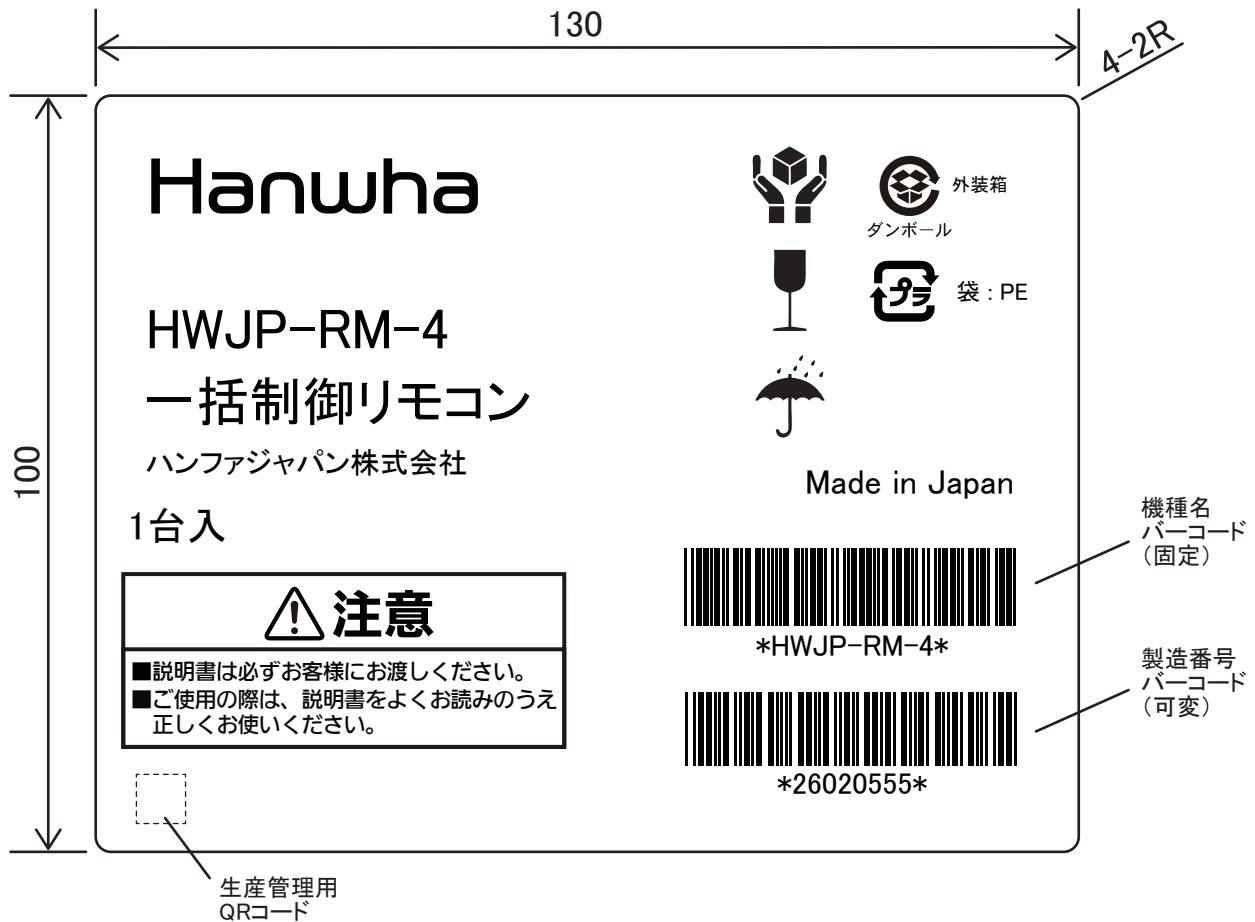 130
4-2R
100
Hanwha
外装箱
ダンボール
プラ
袋：PE
HWJP-RM-4
一括制御リモコン
ハンファジャパン株式会社
1台入
Made in Japan
注意
■説明書は必ずお客様にお渡しください。
■ご使用の際は、説明書をよくお読みのうえ
正しくお使いください。
*HWJP-RM-4*
*26020555*
機種名
バーコード
（固定）
製造番号
バーコード
（可変）
生産管理用
QRコード